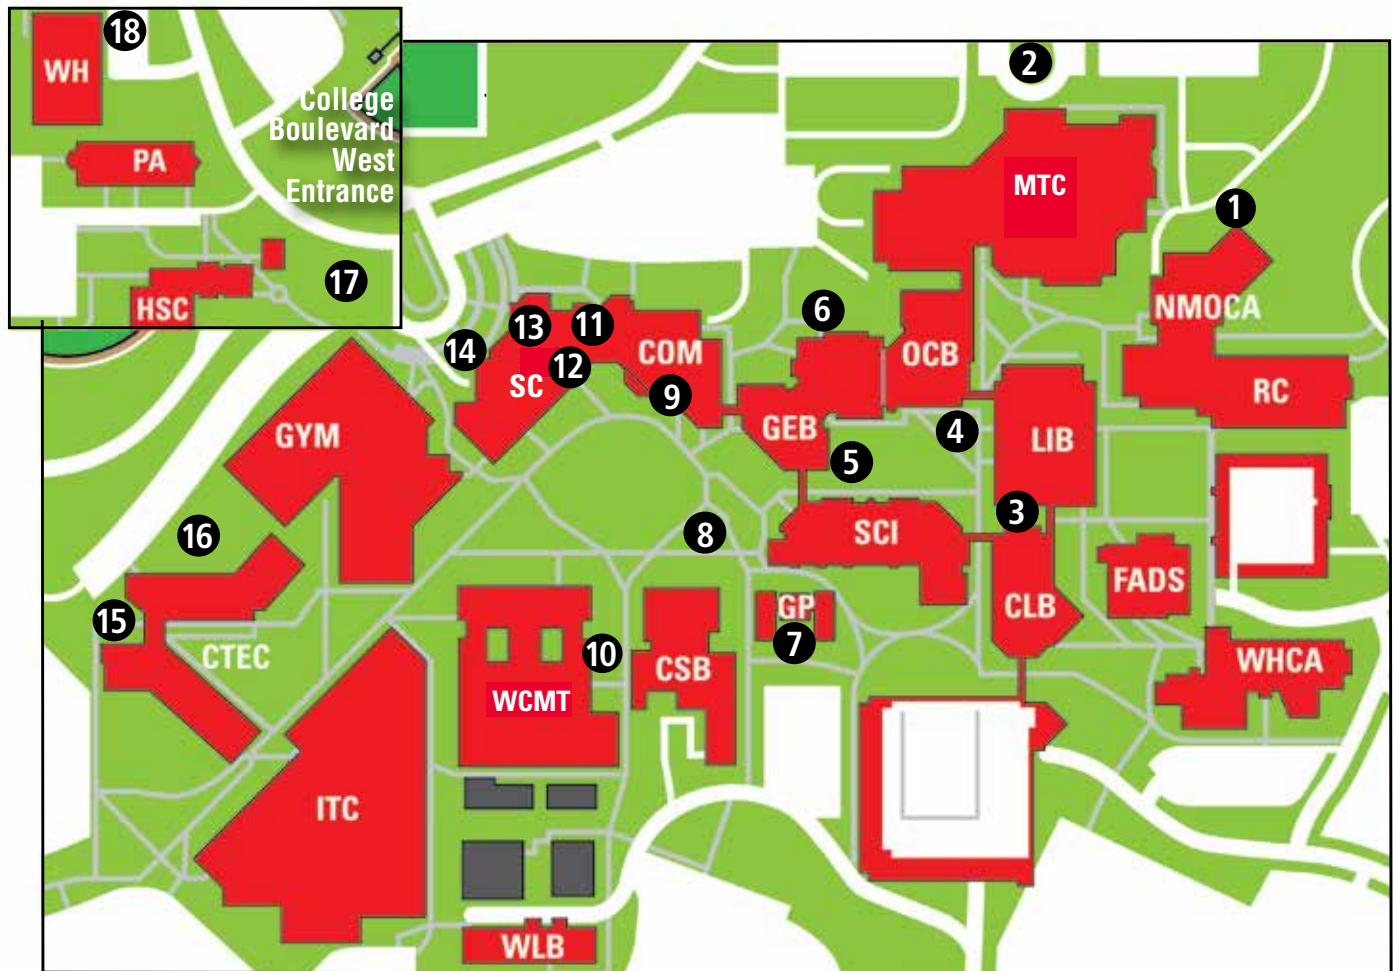 18
WH
College
Boulevard
West
Entrance
PA
17
HSC
2
MTC
1
NMOCA
6
11
13
14
12
COM
OCB
SC
9
RC
GEB
4
LIB
GYM
5
3
16
8
SCI
FADS
GP
CLB
15
7
10
CTEC
CSB
WHCA
WCMT
ITC
WLB